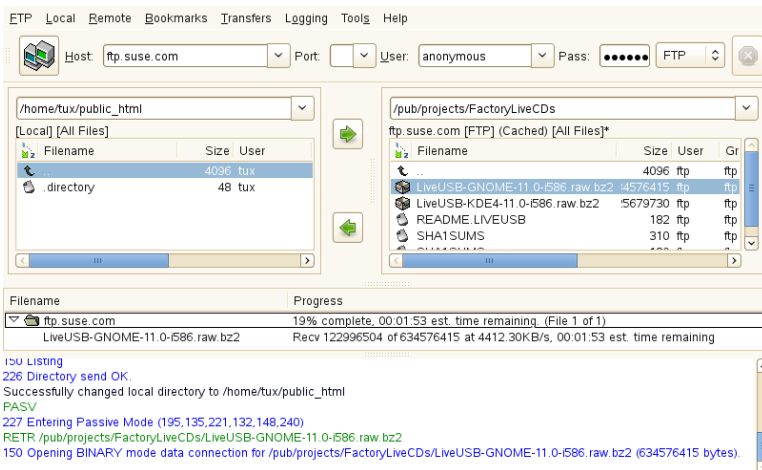 FTP Local Remote Bookmarks Transfers Logging Tools Help
Host: ftp.suse.com Port: User: anonymous Pass: ●●●●●● FTP
/home/tux/public_html
[Local] [All Files]
Filename Size User
.. 4096 tux
.directory 48 tux
/pub/projects/FactoryLiveCDs
ftp.suse.com [FTP] (Cached) [All Files]*
Filename Size User Gr
.. 4096 ftp ftp
LiveUSB-GNOME-11.0-i586.raw.bz2 34576415 ftp ftp
LiveUSB-KDE4-11.0-i586.raw.bz2 5679730 ftp ftp
README.LIVEUSB 182 ftp ftp
SHA1SUMS 310 ftp ftp
Filename Progress
ftp.suse.com 19% complete, 00:01:53 est. time remaining. (File 1 of 1)
LiveUSB-GNOME-11.0-i586.raw.bz2 Recv 122996504 of 634576415 at 4412.30KB/s, 00:01:53 est. time remaining
150 Listing
226 Directory send OK.
Successfully changed local directory to /home/tux/public_html
PASV
227 Entering Passive Mode (195,135,221,132,148,240)
RETR /pub/projects/FactoryLiveCDs/LiveUSB-GNOME-11.0-i586.raw.bz2
150 Opening BINARY mode data connection for /pub/projects/FactoryLiveCDs/LiveUSB-GNOME-11.0-i586.raw.bz2 (634576415 bytes).